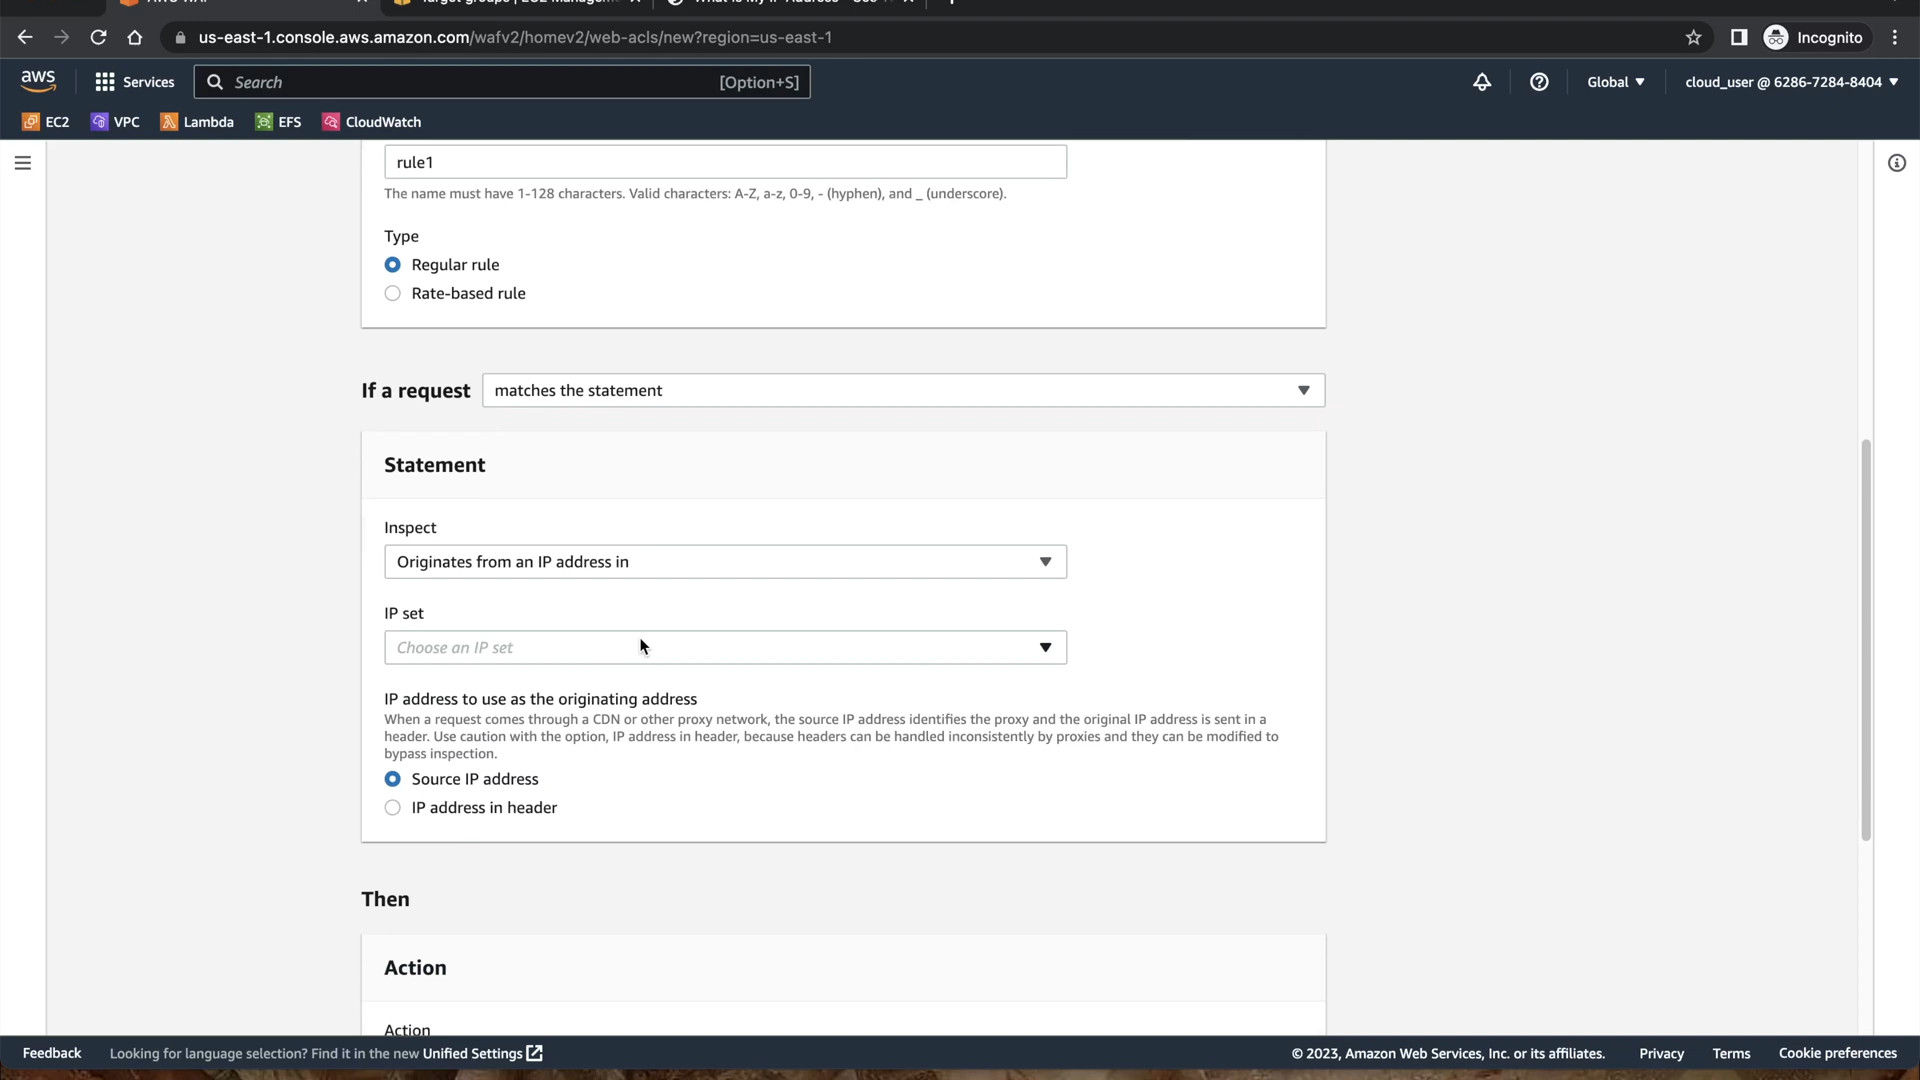 us-east-1.console.aws.amazon.com/wafv2/homev2/web-acls/new?region=us-east-1
Incognito
aws
Services
Search
[Option+S]
Global
cloud_user @ 6286-7284-8404
EC2
VPC
Lambda
EFS
CloudWatch
rule1
The name must have 1-128 characters. Valid characters: A-Z, a-z, 0-9, - (hyphen), and _ (underscore).
Type
Regular rule
Rate-based rule
If a request
matches the statement
Statement
Inspect
Originates from an IP address in
IP set
Choose an IP set
IP address to use as the originating address
When a request comes through a CDN or other proxy network, the source IP address identifies the proxy and the original IP address is sent in a
header. Use caution with the option, IP address in header, because headers can be handled inconsistently by proxies and they can be modified to
bypass inspection.
Source IP address
IP address in header
Then
Action
Action
Feedback
Looking for language selection? Find it in the new Unified Settings
© 2023, Amazon Web Services, Inc. or its affiliates.
Privacy
Terms
Cookie preferences